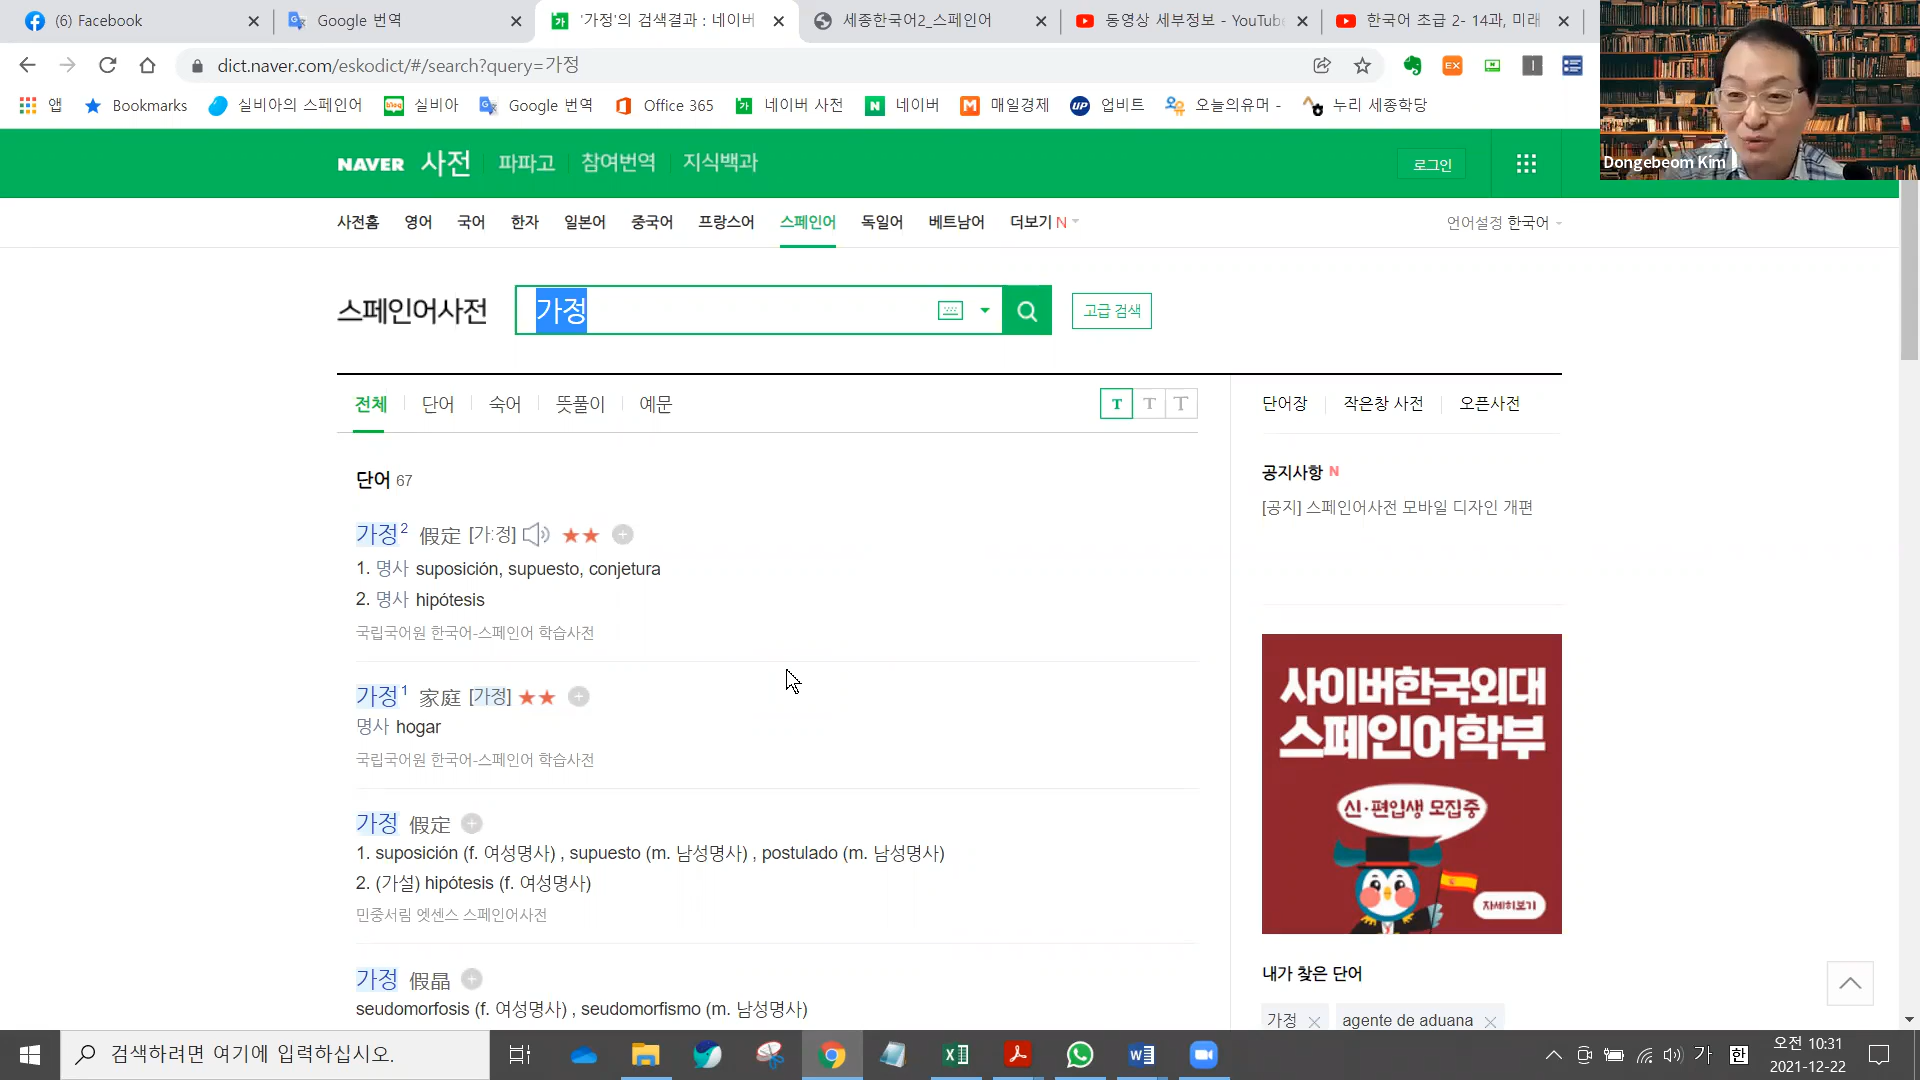 (6) Facebook
Google 번역
'가정'의 검색결과 : 네이버
세종한국어2_스페인어
동영상 세부정보 - YouTube
한국어 초급 2- 14과, 미래
dict.naver.com/eskodict/#/search?query=가정
앱
Bookmarks
실비아의 스페인어
실비아
Google 번역
Office 365
네이버 사전
네이버
매일경제
업비트
오늘의유머 -
누리 세종학당
Dongebeom Kim
NAVER 사전
파파고
참여번역
지식백과
로그인
사전홈
영어
국어
한자
일본어
중국어
프랑스어
스페인어
독일어
베트남어
더보기 N
언어설정 한국어
스페인어사전
가정
고급 검색
전체
단어
숙어
뜻풀이
예문
T T T
단어장
작은창 사전
오픈사전
단어 67
공지사항 N
[공지] 스페인어사전 모바일 디자인 개편
가정2 假定 [가:정] ★★
1. 명사 suposición, supuesto, conjetura
2. 명사 hipótesis
국립국어원 한국어-스페인어 학습사전
가정1 家庭 [가정] ★★
명사 hogar
국립국어원 한국어-스페인어 학습사전
가정 假定
1. suposición (f. 여성명사) , supuesto (m. 남성명사) , postulado (m. 남성명사)
2. (가설) hipótesis (f. 여성명사)
민중서림 엣센스 스페인어사전
가정 假晶
seudomorfosis (f. 여성명사) , seudomorfismo (m. 남성명사)
사이버한국외대
스페인어학부
신·편입생 모집중
자세히보기
내가 찾은 단어
가정
agente de aduana
검색하려면 여기에 입력하십시오.
가
한
오전 10:31
2021-12-22